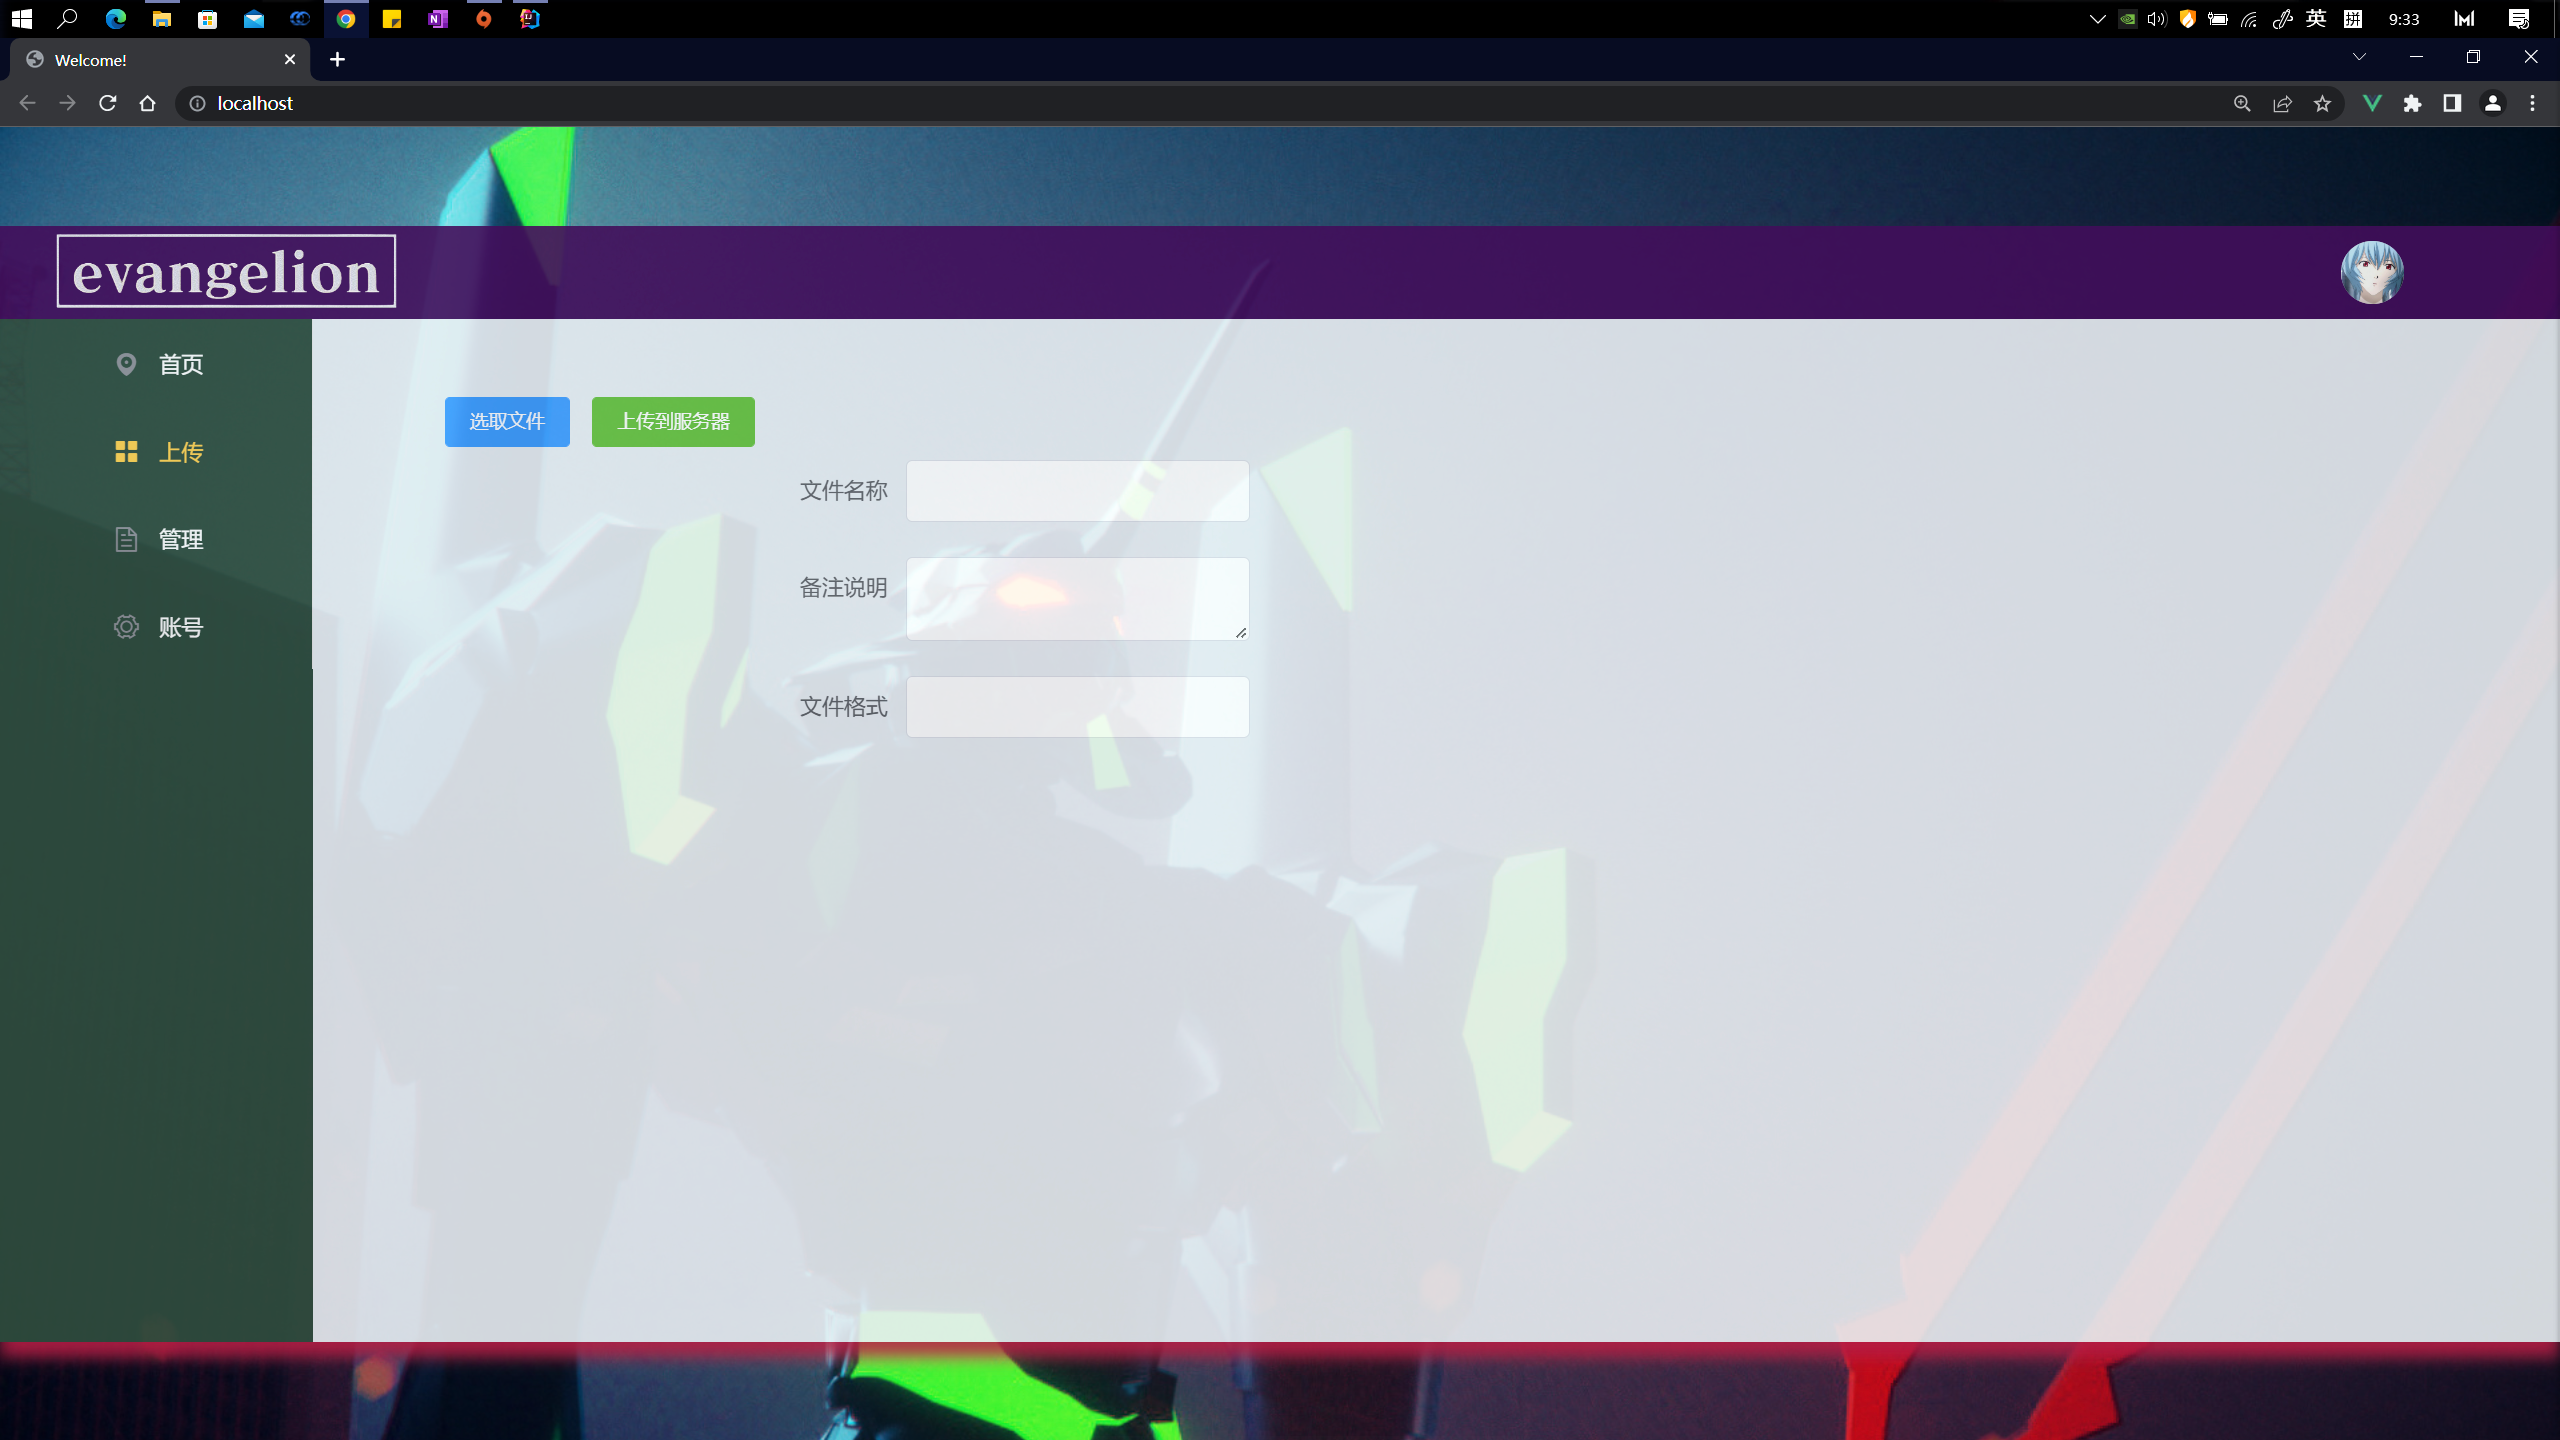 英
拼
9:33
Welcome!
localhost
evangelion
首页
上传
管理
账号
选取文件
上传到服务器
文件名称
备注说明
文件格式